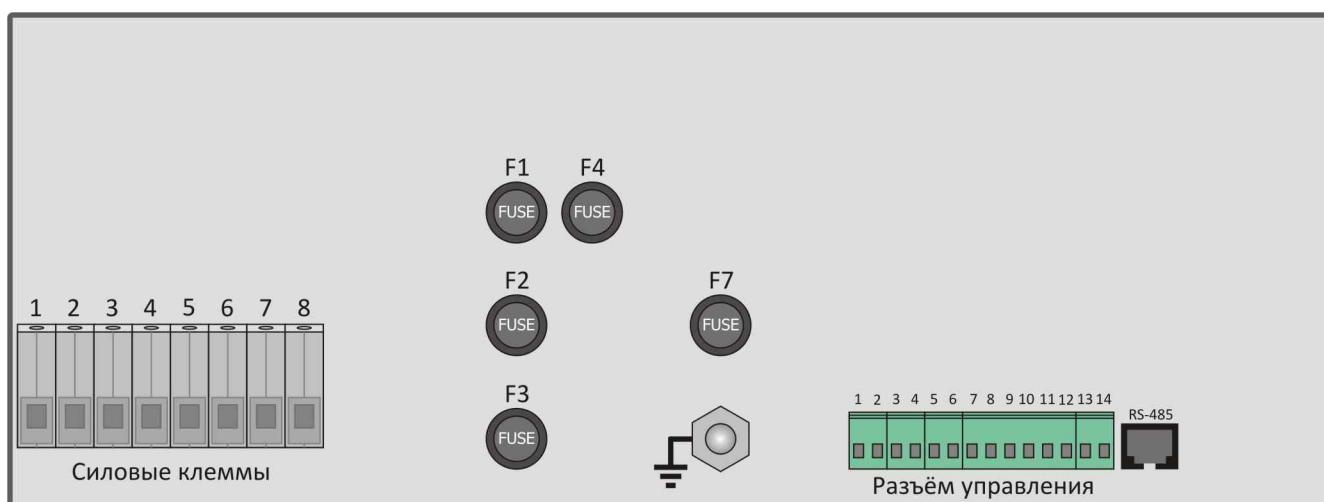 F1 F4
FUSE FUSE
F2 F7
1 2 3 4 5 6 7 8
FUSE FUSE
F3
1 2 3 4 5 6 7 8 9 10 11 12 13 14
RS-485
FUSE
Силовые клеммы
Разъём управления